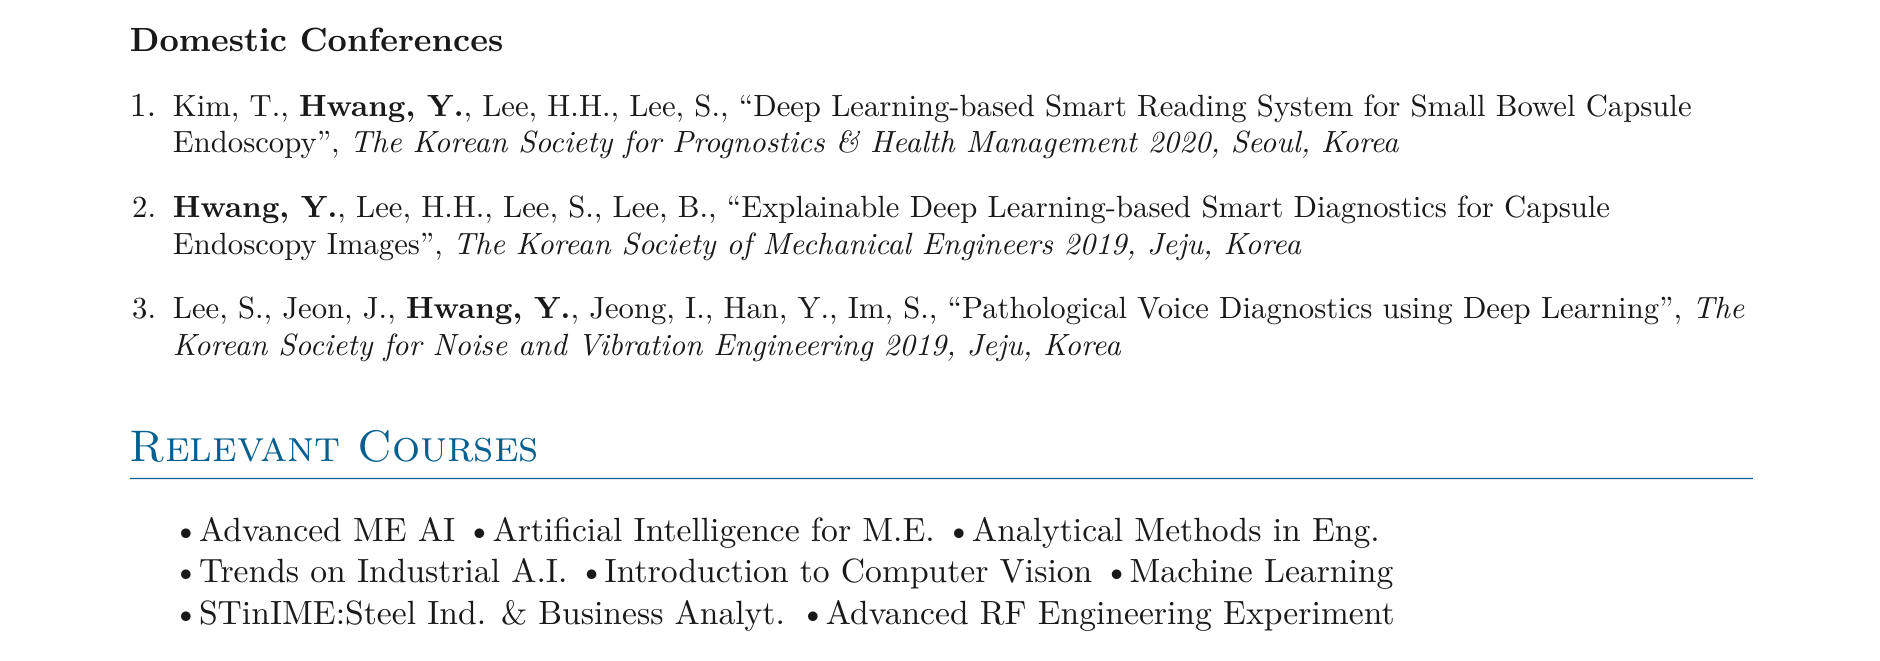 Domestic Conferences
1. Kim, T., Hwang, Y., Lee, H.H., Lee, S., “Deep Learning-based Smart Reading System for Small Bowel Capsule
Endoscopy”, The Korean Society for Prognostics & Health Management 2020, Seoul, Korea
2. Hwang, Y., Lee, H.H., Lee, S., Lee, B., “Explainable Deep Learning-based Smart Diagnostics for Capsule
Endoscopy Images”, The Korean Society of Mechanical Engineers 2019, Jeju, Korea
3. Lee, S., Jeon, J., Hwang, Y., Jeong, I., Han, Y., Im, S., “Pathological Voice Diagnostics using Deep Learning”, The
Korean Society for Noise and Vibration Engineering 2019, Jeju, Korea
Relevant Courses
• Advanced ME AI • Artificial Intelligence for M.E. • Analytical Methods in Eng.
• Trends on Industrial A.I. • Introduction to Computer Vision • Machine Learning
• STinIME:Steel Ind. & Business Analyt. • Advanced RF Engineering Experiment